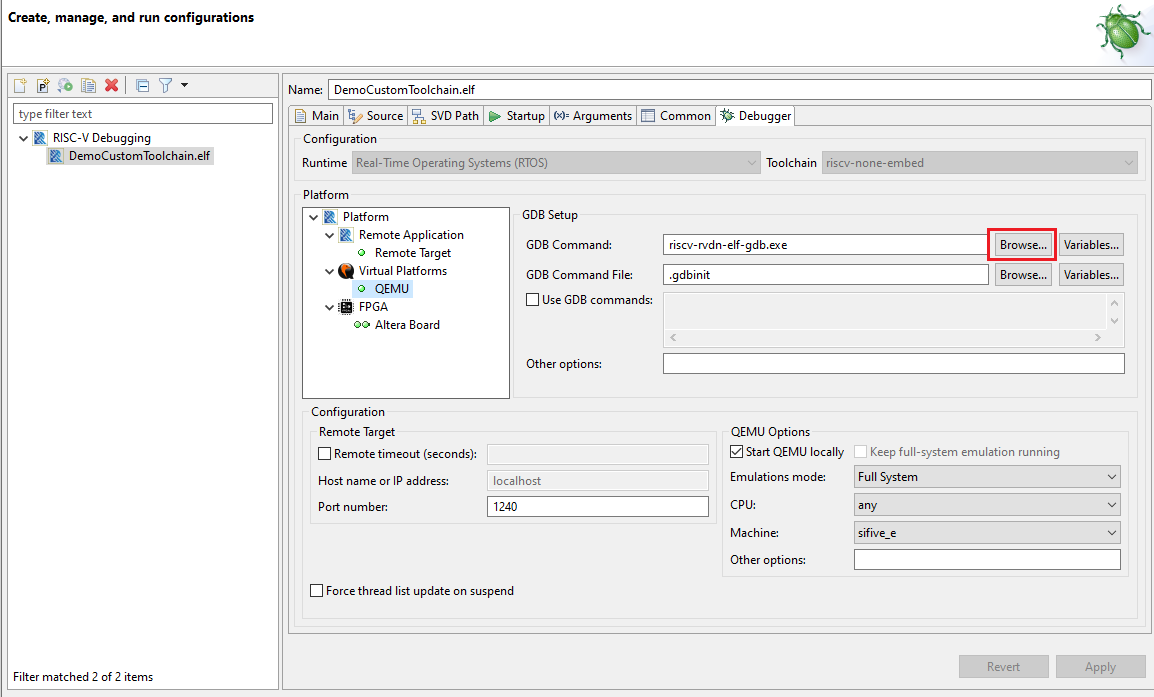 Create, manage, and run configurations
Name: DemoCustomToolchain.elf
type filter text
RISC-V Debugging
DemoCustomToolchain.elf
Main Source SVD Path Startup (x)= Arguments Common Debugger
Configuration
Runtime Real-Time Operating Systems (RTOS) Toolchain riscv-none-embed
Platform
Platform
Remote Application
Remote Target
Virtual Platforms
QEMU
FPGA
Altera Board
GDB Setup
GDB Command: riscv-rvdn-elf-gdb.exe Browse... Variables...
GDB Command File: .gdbinit Browse... Variables...
Use GDB commands:
Other options:
Configuration
Remote Target
Remote timeout (seconds):
Host name or IP address: localhost
Port number: 1240
QEMU Options
Start QEMU locally Keep full-system emulation running
Emulations mode: Full System
CPU: any
Machine: sifive_e
Other options:
Force thread list update on suspend
Filter matched 2 of 2 items
Revert Apply